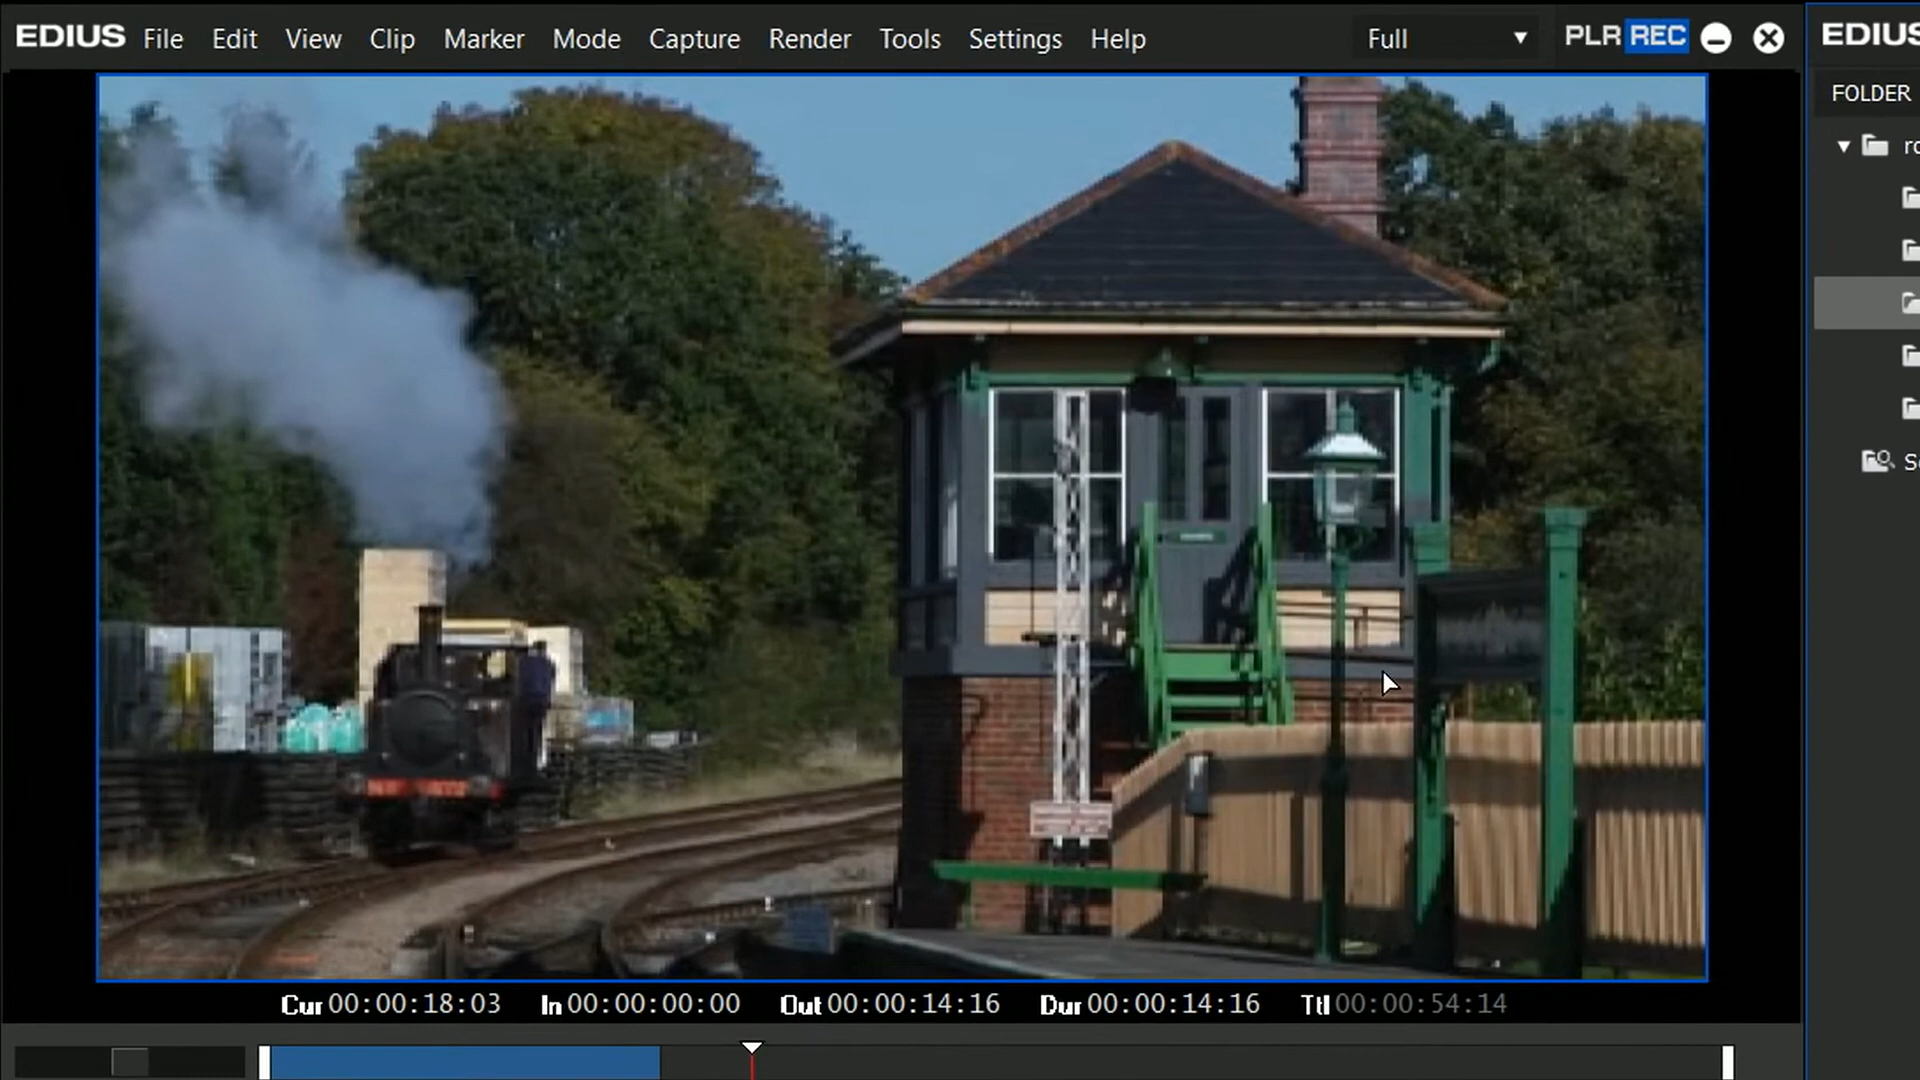 EDIUS File Edit View Clip Marker Mode Capture Render Tools Settings Help Full PLR REC
EDIUS
FOLDER
Cur 00:00:18:03 In 00:00:00:00 Out 00:00:14:16 Dur 00:00:14:16 Ttl 00:00:54:14